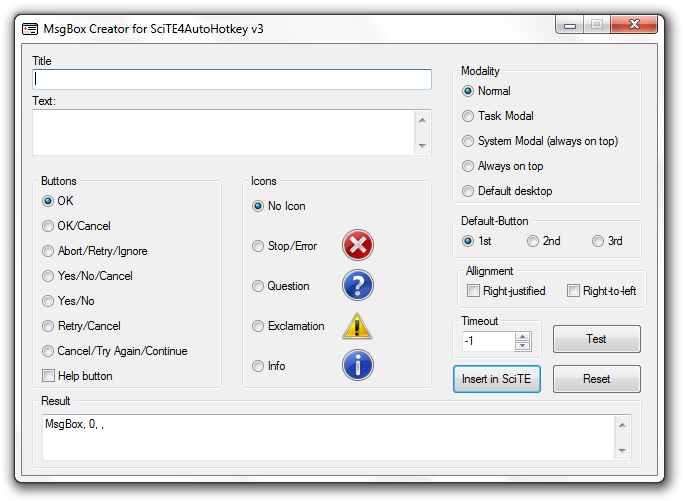 MsgBox Creator for SciTE4AutoHotkey v3
Title
Text:
Modality
Normal
Task Modal
System Modal (always on top)
Always on top
Default desktop
Buttons
OK
OK/Cancel
Abort/Retry/Ignore
Yes/No/Cancel
Yes/No
Retry/Cancel
Cancel/Try Again/Continue
Help button
Icons
No Icon
Stop/Error
Question
Exclamation
Info
Default-Button
1st 2nd 3rd
Alignment
Right-justified Right-to-left
Timeout
-1
Test
Insert in SciTE
Reset
Result
MsgBox, 0, ,